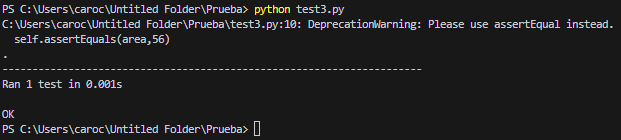 PS C:\Users\caroc\Untitled Folder\Prueba> python test3.py
C:\Users\caroc\Untitled Folder\Prueba\test3.py:10: DeprecationWarning: Please use assertEqual instead.
  self.assertEquals(area,56)
.
----------------------------------------------------------------------
Ran 1 test in 0.001s

OK
PS C:\Users\caroc\Untitled Folder\Prueba>